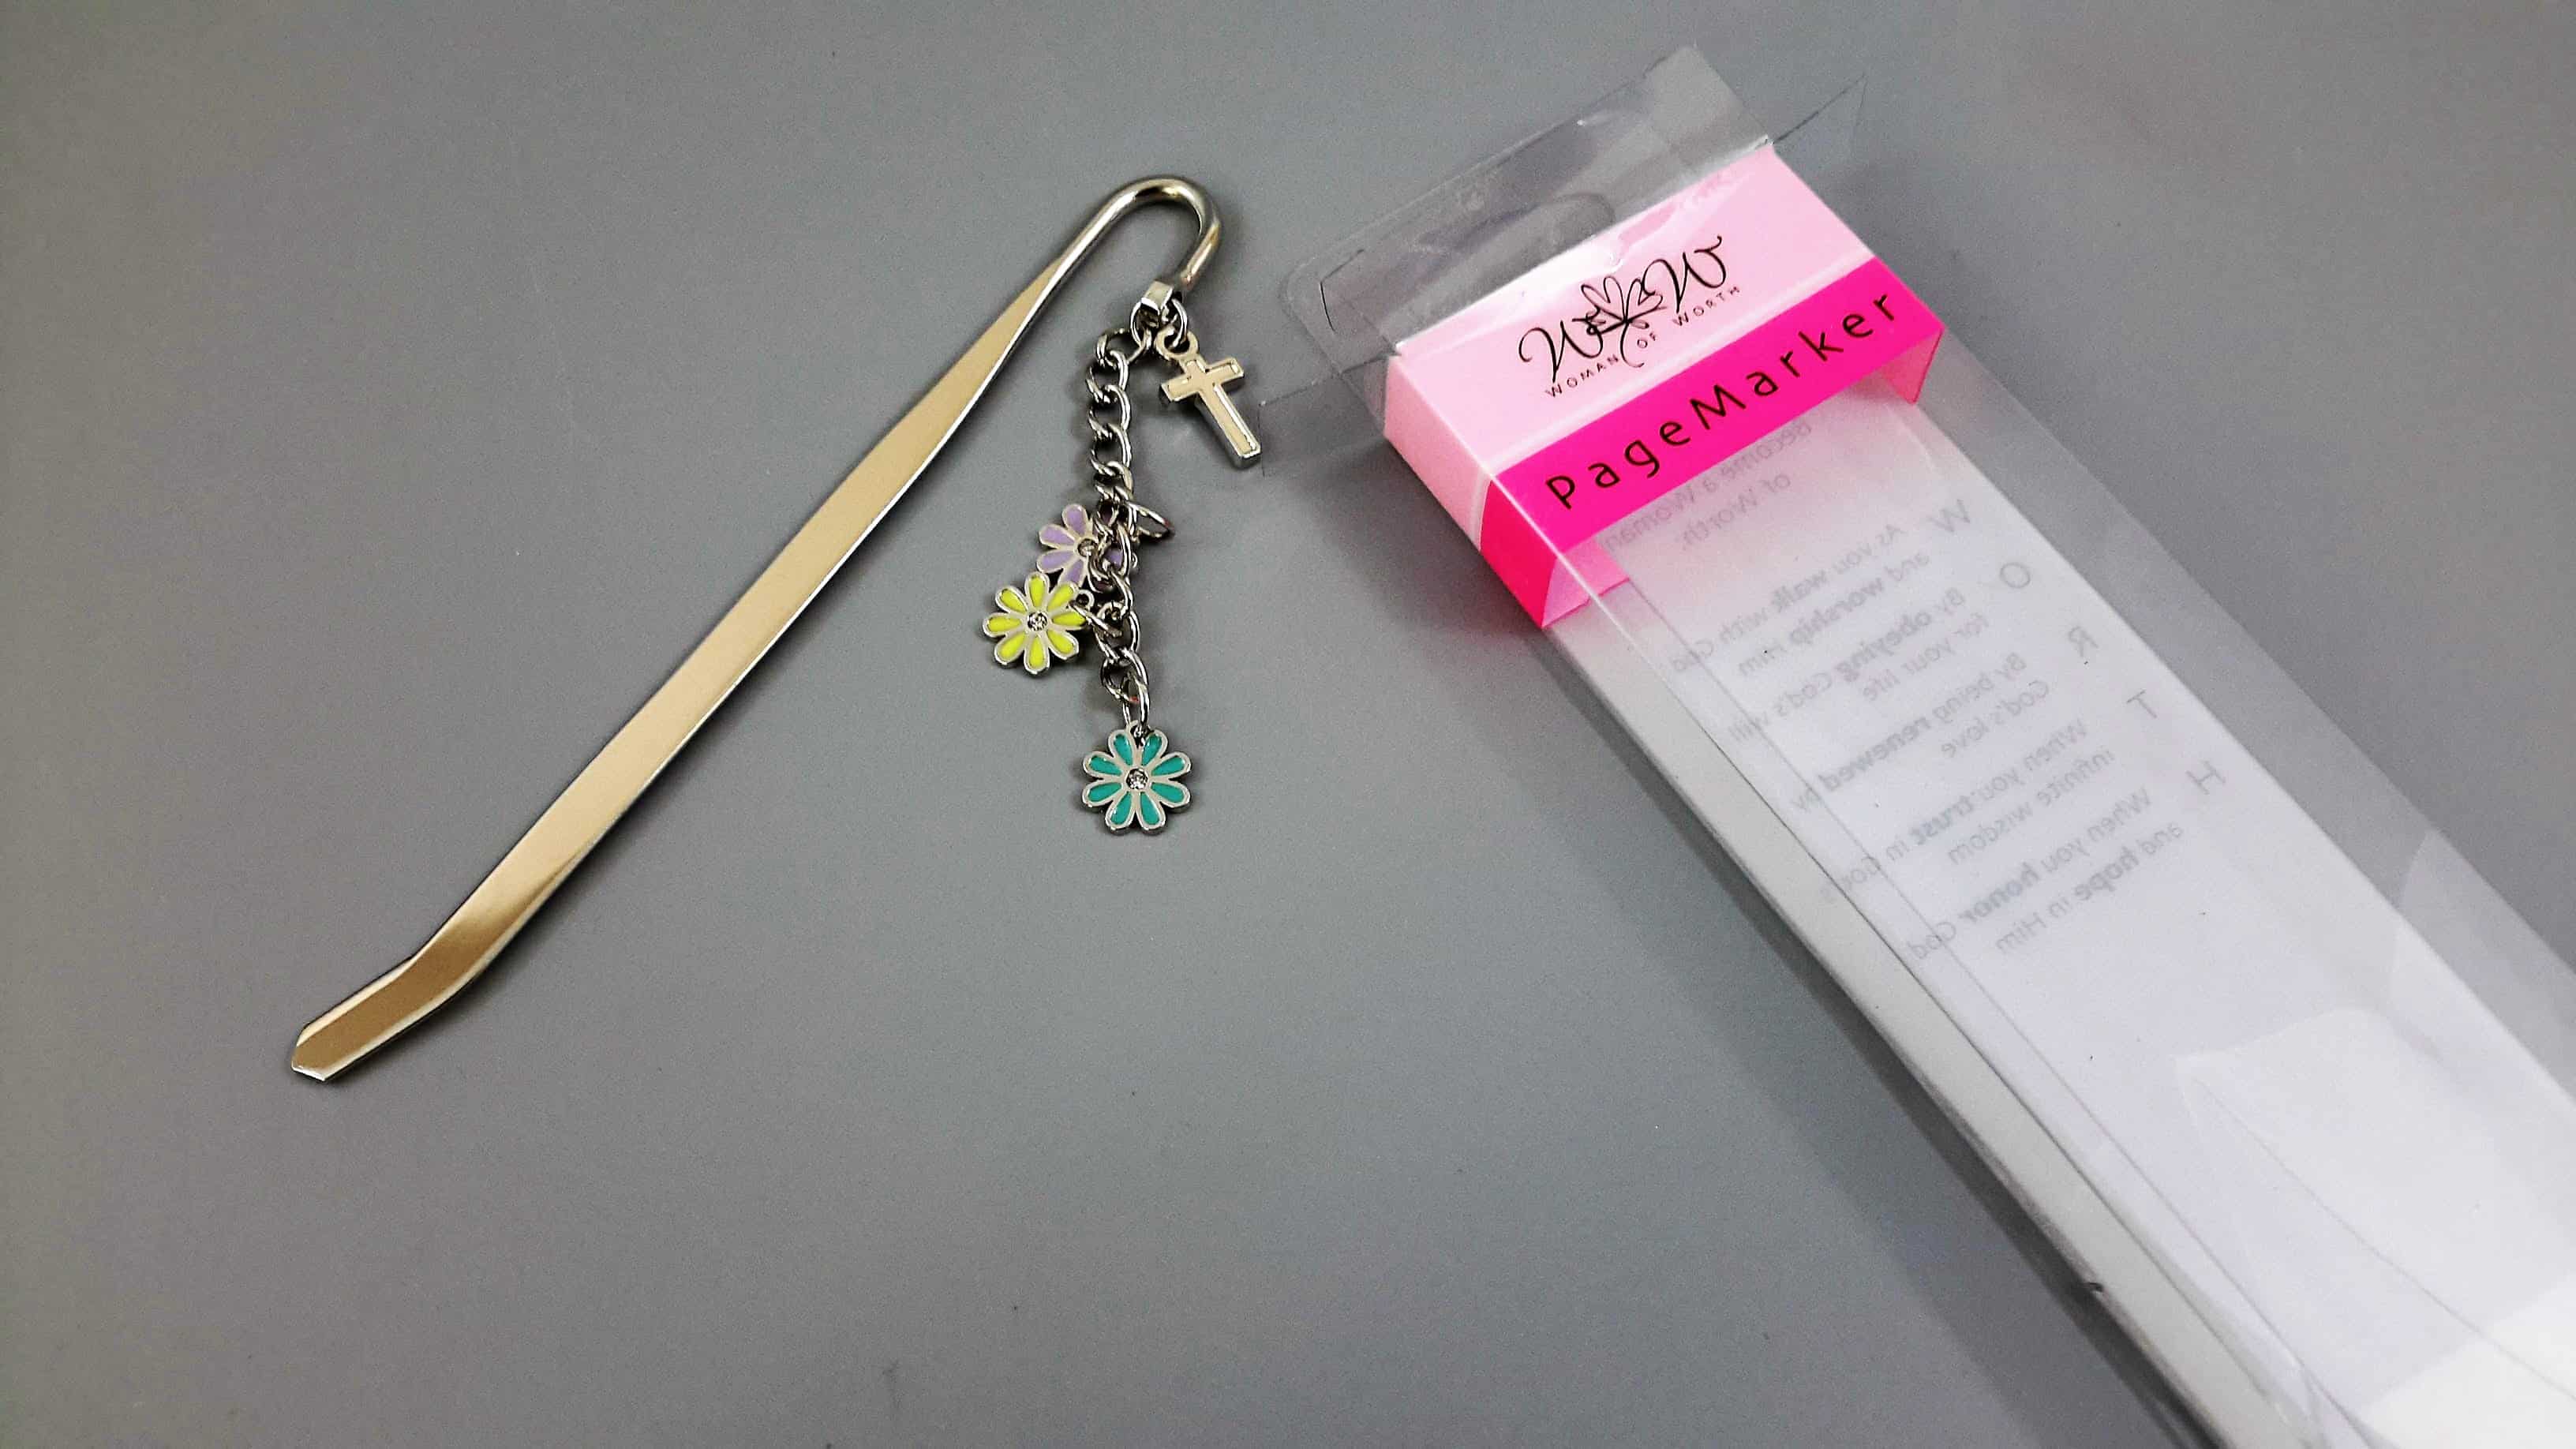 WoW
WOMAN OF WORTH
PageMarker
Become a Woman
of Worth:
W
As you walk with God
and worship Him
O
By obeying God's will
for your life
R
By being renewed by
God's love
T
When you trust in God's
infinite wisdom
H
When you honor God
and hope in Him